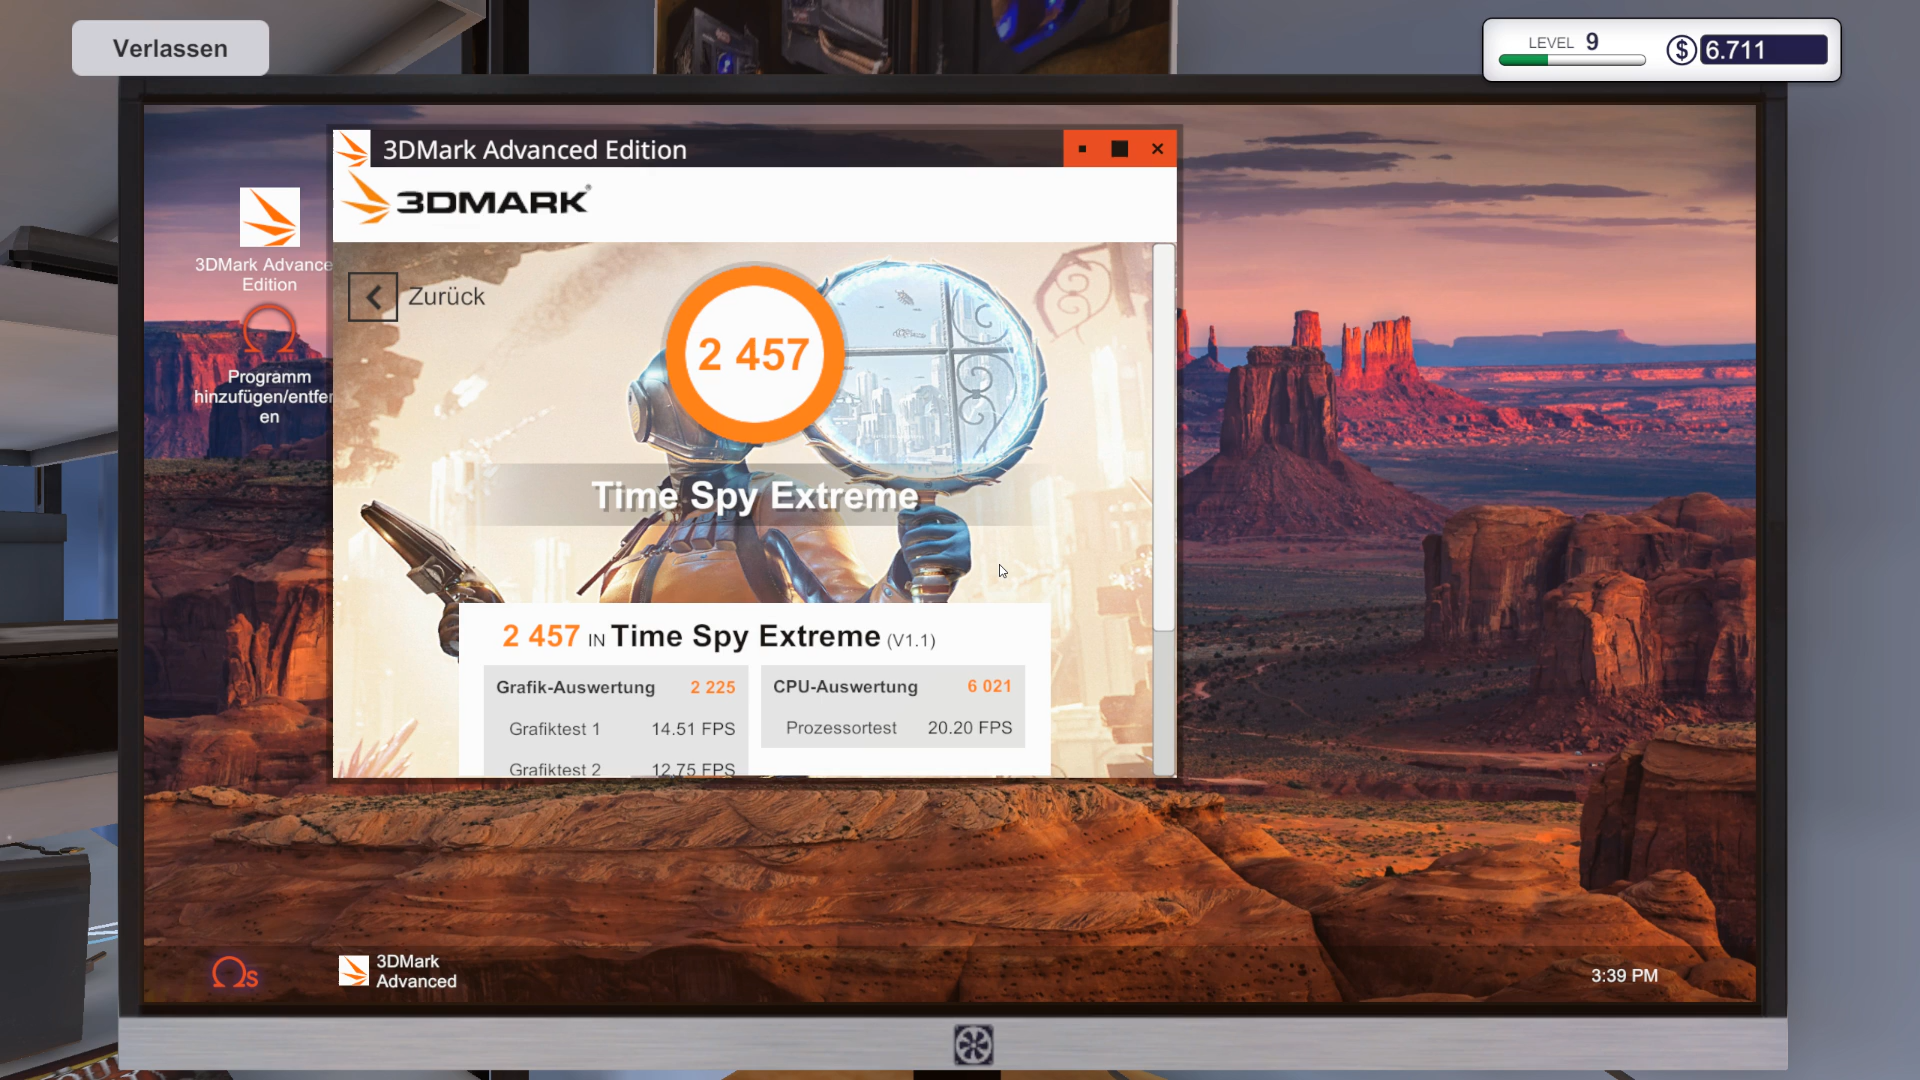 Verlassen
LEVEL 9
$ 6.711
3DMark Advanced Edition
3DMARK
3DMark Advance
Edition
Programm
hinzufügen/entfer
en
Zurück
2 457
Time Spy Extreme
2 457 IN Time Spy Extreme (V1.1)
Grafik-Auswertung 2 225
Grafiktest 1 14.51 FPS
Grafiktest 2 12.75 FPS
CPU-Auswertung 6 021
Prozessortest 20.20 FPS
Ωs
3DMark
Advanced
3:39 PM